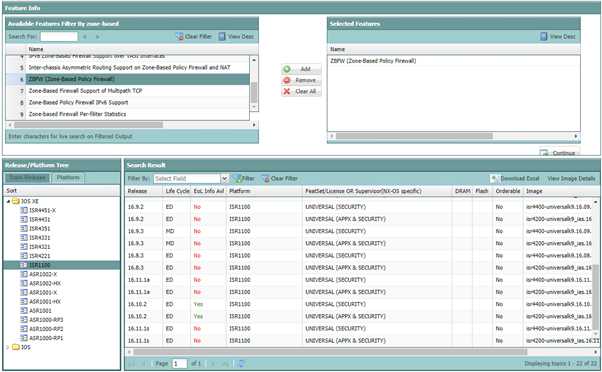 Feature Info
Available Features Filter By zone-based
Search For: < > Clear Filter View Desc
Name
4 IPv6 Zone-Based Firewall Support over VASI Interfaces
5 Inter-chassis Asymmetric Routing Support on Zone-Based Policy Firewall and NAT
6 ZBFW (Zone-Based Policy Firewall)
7 Zone-Based Firewall Support of Multipath TCP
8 Zone-Based Policy Firewall IPv6 Support
9 Zone-based Firewall Per-filter Statistics
Enter characters for live search on Filtered Output
Add
Remove
Clear All
Selected Features
View Desc
Name
ZBFW (Zone-Based Policy Firewall)
Continue
Release/Platform Tree
Train-Release Platform
Sort
IOS XE
ISR4451-X
ISR4431
ISR4351
ISR4331
ISR4321
ISR4221
ISR1100
ASR1002-X
ASR1002-HX
ASR1001-X
ASR1001-HX
ASR1001
ASR1000-RP3
ASR1000-RP2
ASR1000-RP1
IOS
Search Result
Filter By: Select Field Filter Clear Filter Download Excel View Image Details
Release Life Cycle EoL Info Avl Platform FeatSet/License OR Supervisor(NX-OS specific) DRAM Flash Orderable Image
16.9.2 ED No ISR1100 UNIVERSAL (SECURITY) No isr4400-universalk9.16.09.
16.9.2 ED No ISR1100 UNIVERSAL (APPX & SECURITY) No isr4200-universalk9_ias.16
16.9.3 MD No ISR1100 UNIVERSAL (SECURITY) No isr4400-universalk9.16.09.
16.9.3 MD No ISR1100 UNIVERSAL (APPX & SECURITY) No isr4200-universalk9_ias.16
16.8.3 ED No ISR1100 UNIVERSAL (SECURITY) No isr4400-universalk9.16.08.
16.8.3 ED No ISR1100 UNIVERSAL (APPX & SECURITY) No isr4200-universalk9_ias.16
16.11.1a ED No ISR1100 UNIVERSAL (SECURITY) No isr4400-universalk9.16.11.
16.11.1a ED No ISR1100 UNIVERSAL (APPX & SECURITY) No isr4200-universalk9_ias.16
16.10.2 ED Yes ISR1100 UNIVERSAL (SECURITY) No isr4400-universalk9.16.10.
16.10.2 ED Yes ISR1100 UNIVERSAL (APPX & SECURITY) No isr4200-universalk9_ias.16
16.11.1s ED No ISR1100 UNIVERSAL (SECURITY) No isr4400-universalk9.16.11.
16.11.1s ED No ISR1100 UNIVERSAL (APPX & SECURITY) No isr4200-universalk9_ias.16.11
Page 1 of 1 Displaying topics 1 - 22 of 22